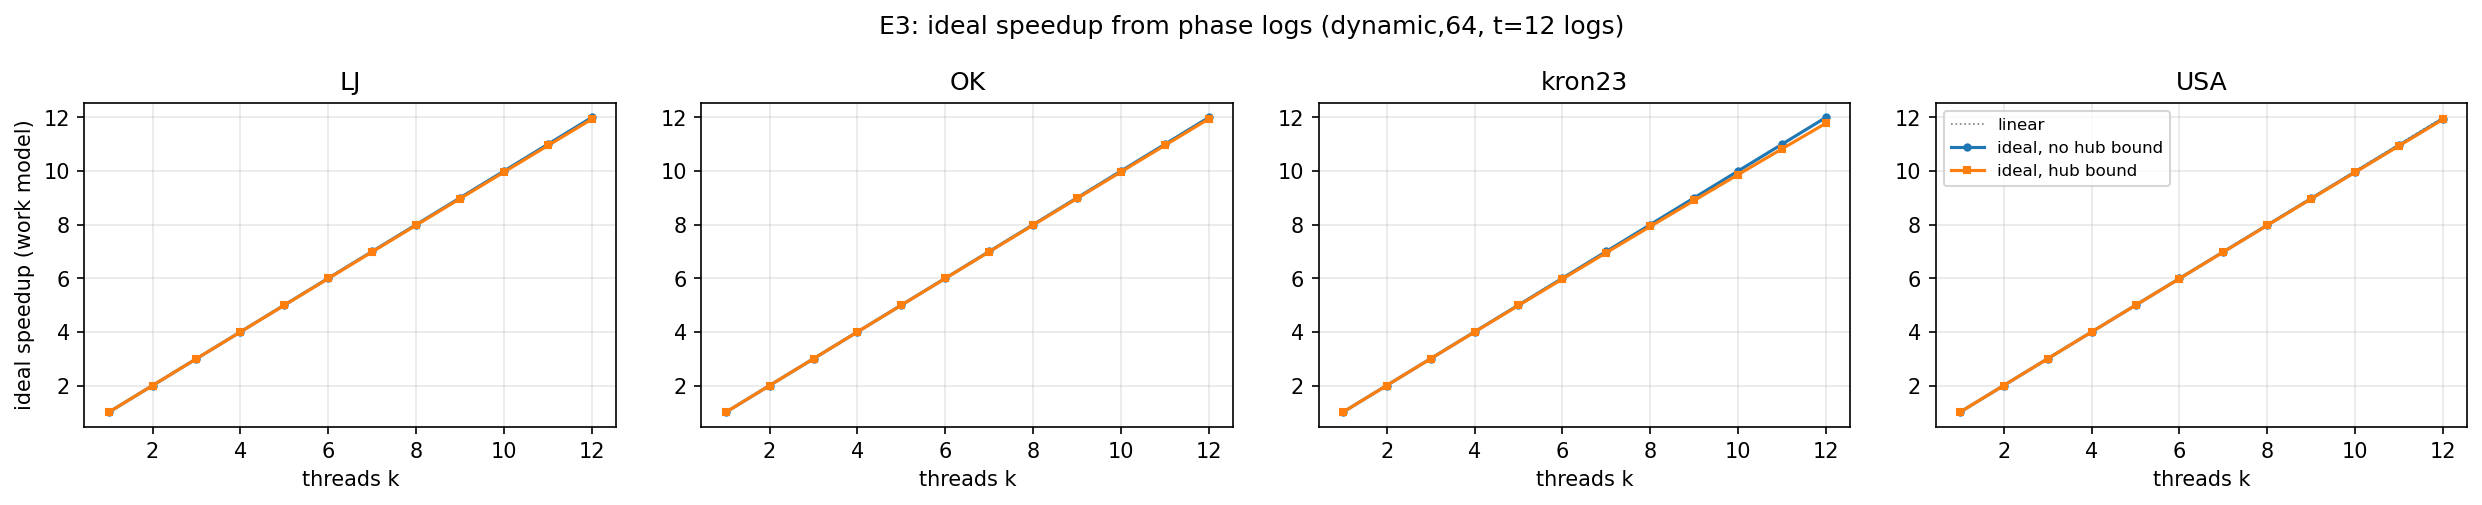 E3: ideal speedup from phase logs (dynamic,64, t=12 logs)
LJ
ideal speedup (work model)
12
10
8
6
4
2
2 4 6 8 10 12
threads k
OK
12
10
8
6
4
2
2 4 6 8 10 12
threads k
kron23
12
10
8
6
4
2
2 4 6 8 10 12
threads k
USA
12
10
8
6
4
2
linear
ideal, no hub bound
ideal, hub bound
2 4 6 8 10 12
threads k